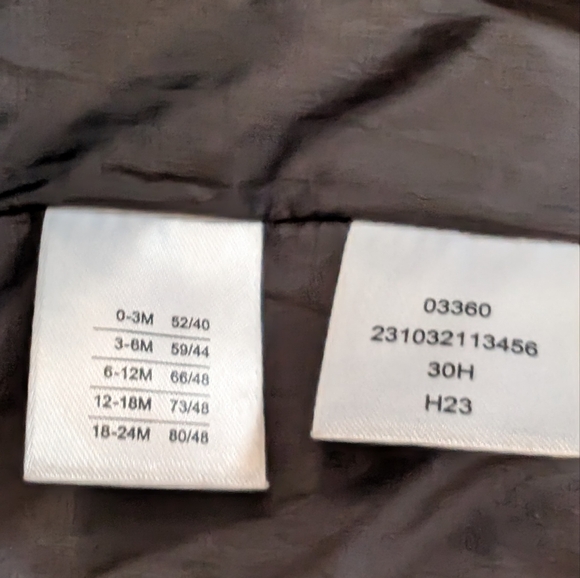 0-3M 52/40
3-6M 59/44
6-12M 66/48
12-18M 73/48
18-24M 80/48
03360
231032113456
30H
H23